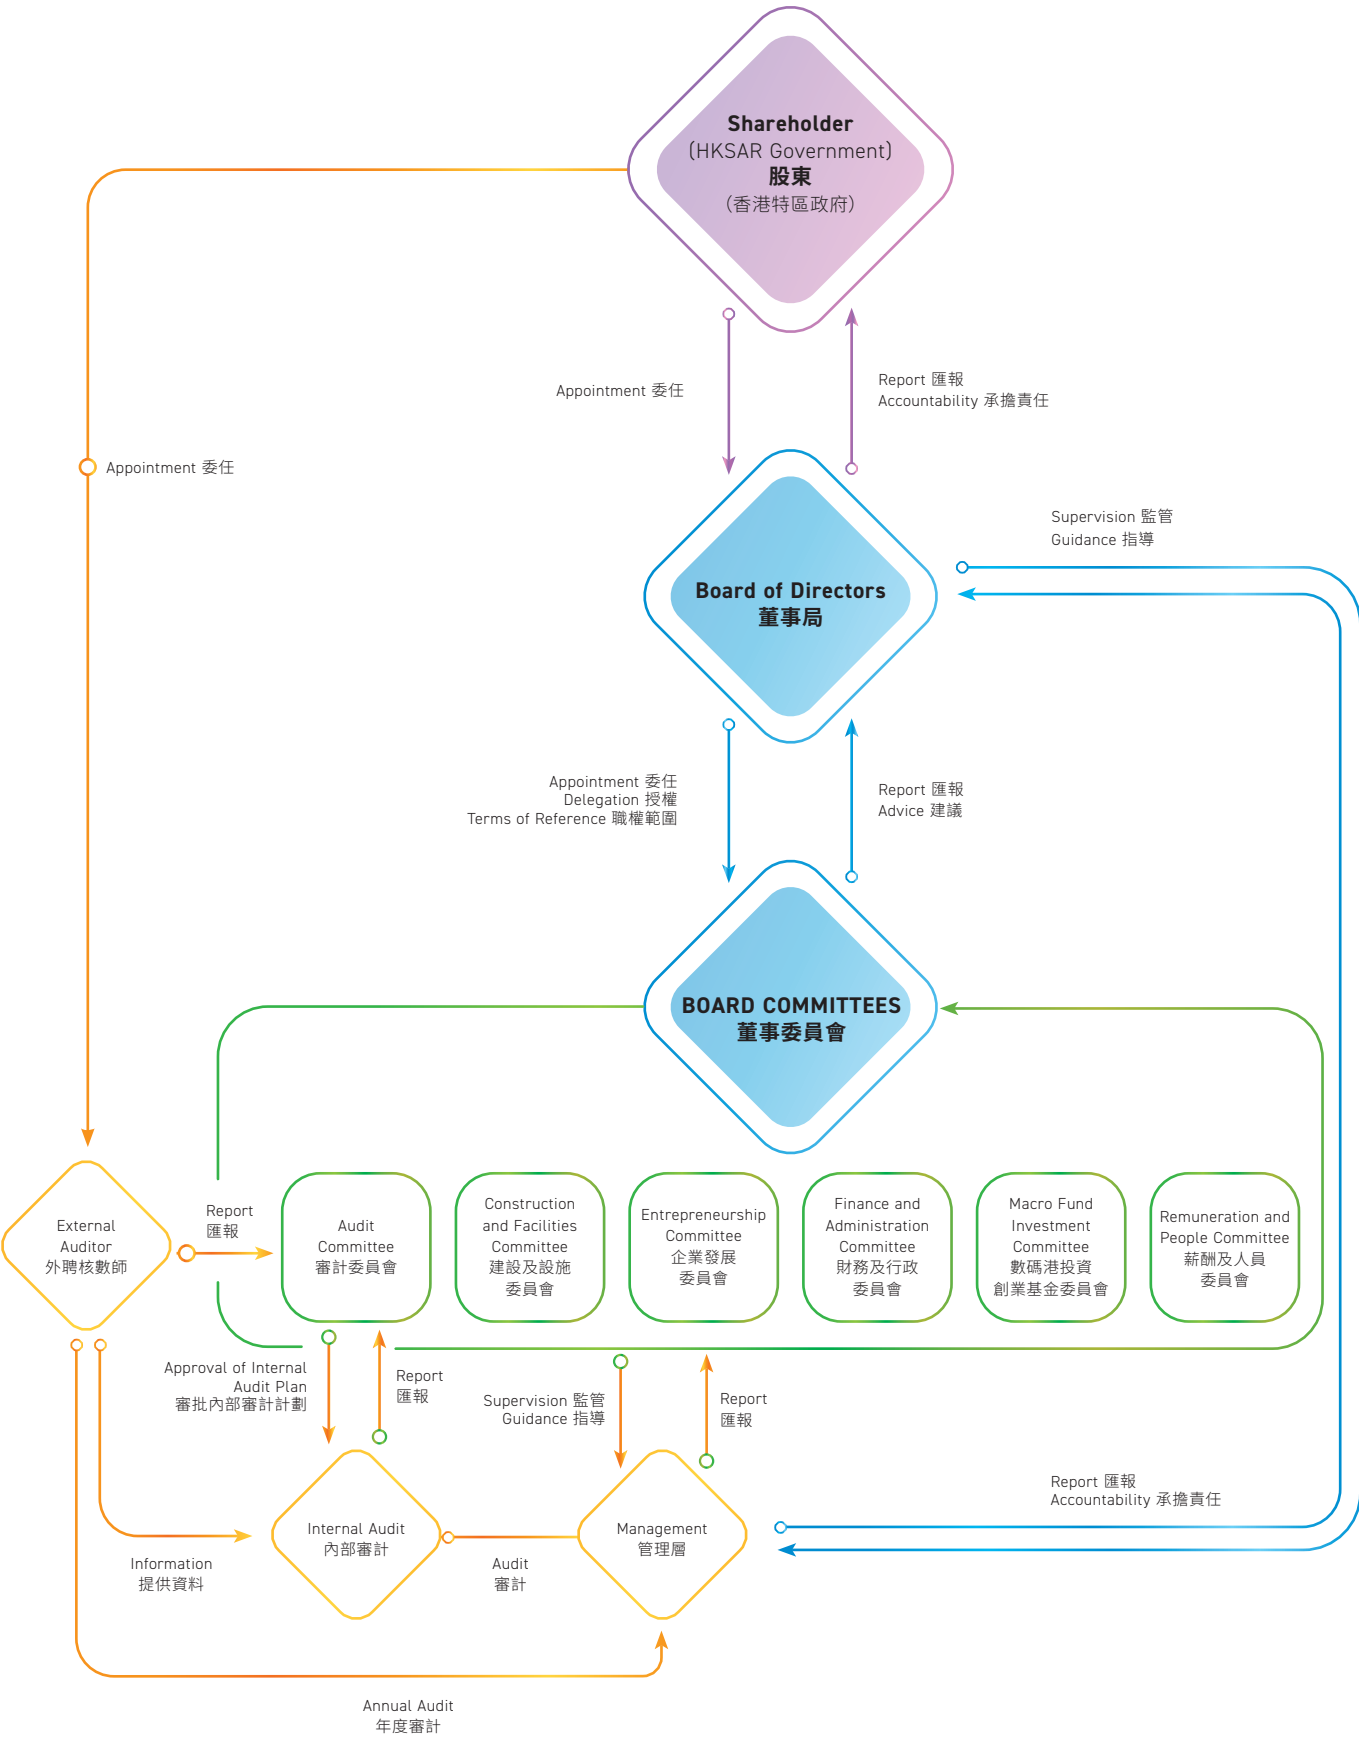 Shareholder
(HKSAR Government)
股東
(香港特區政府)
Appointment 委任
Report 匯報
Accountability 承擔責任
Appointment 委任
Supervision 監管
Guidance 指導
Board of Directors
董事局
Appointment 委任
Delegation 授權
Terms of Reference 職權範圍
Report 匯報
Advice 建議
BOARD COMMITTEES
董事委員會
External
Auditor
外聘核數師
Report
匯報
Audit
Committee
審計委員會
Construction
and Facilities
Committee
建設及設施
委員會
Entrepreneurship
Committee
企業發展
委員會
Finance and
Administration
Committee
財務及行政
委員會
Macro Fund
Investment
Committee
數碼港投資
創業基金委員會
Remuneration and
People Committee
薪酬及人員
委員會
Approval of Internal
Audit Plan
審批內部審計計劃
Report
匯報
Supervision 監管
Guidance 指導
Report
匯報
Report 匯報
Accountability 承擔責任
Internal Audit
內部審計
Management
管理層
Information
提供資料
Audit
審計
Annual Audit
年度審計